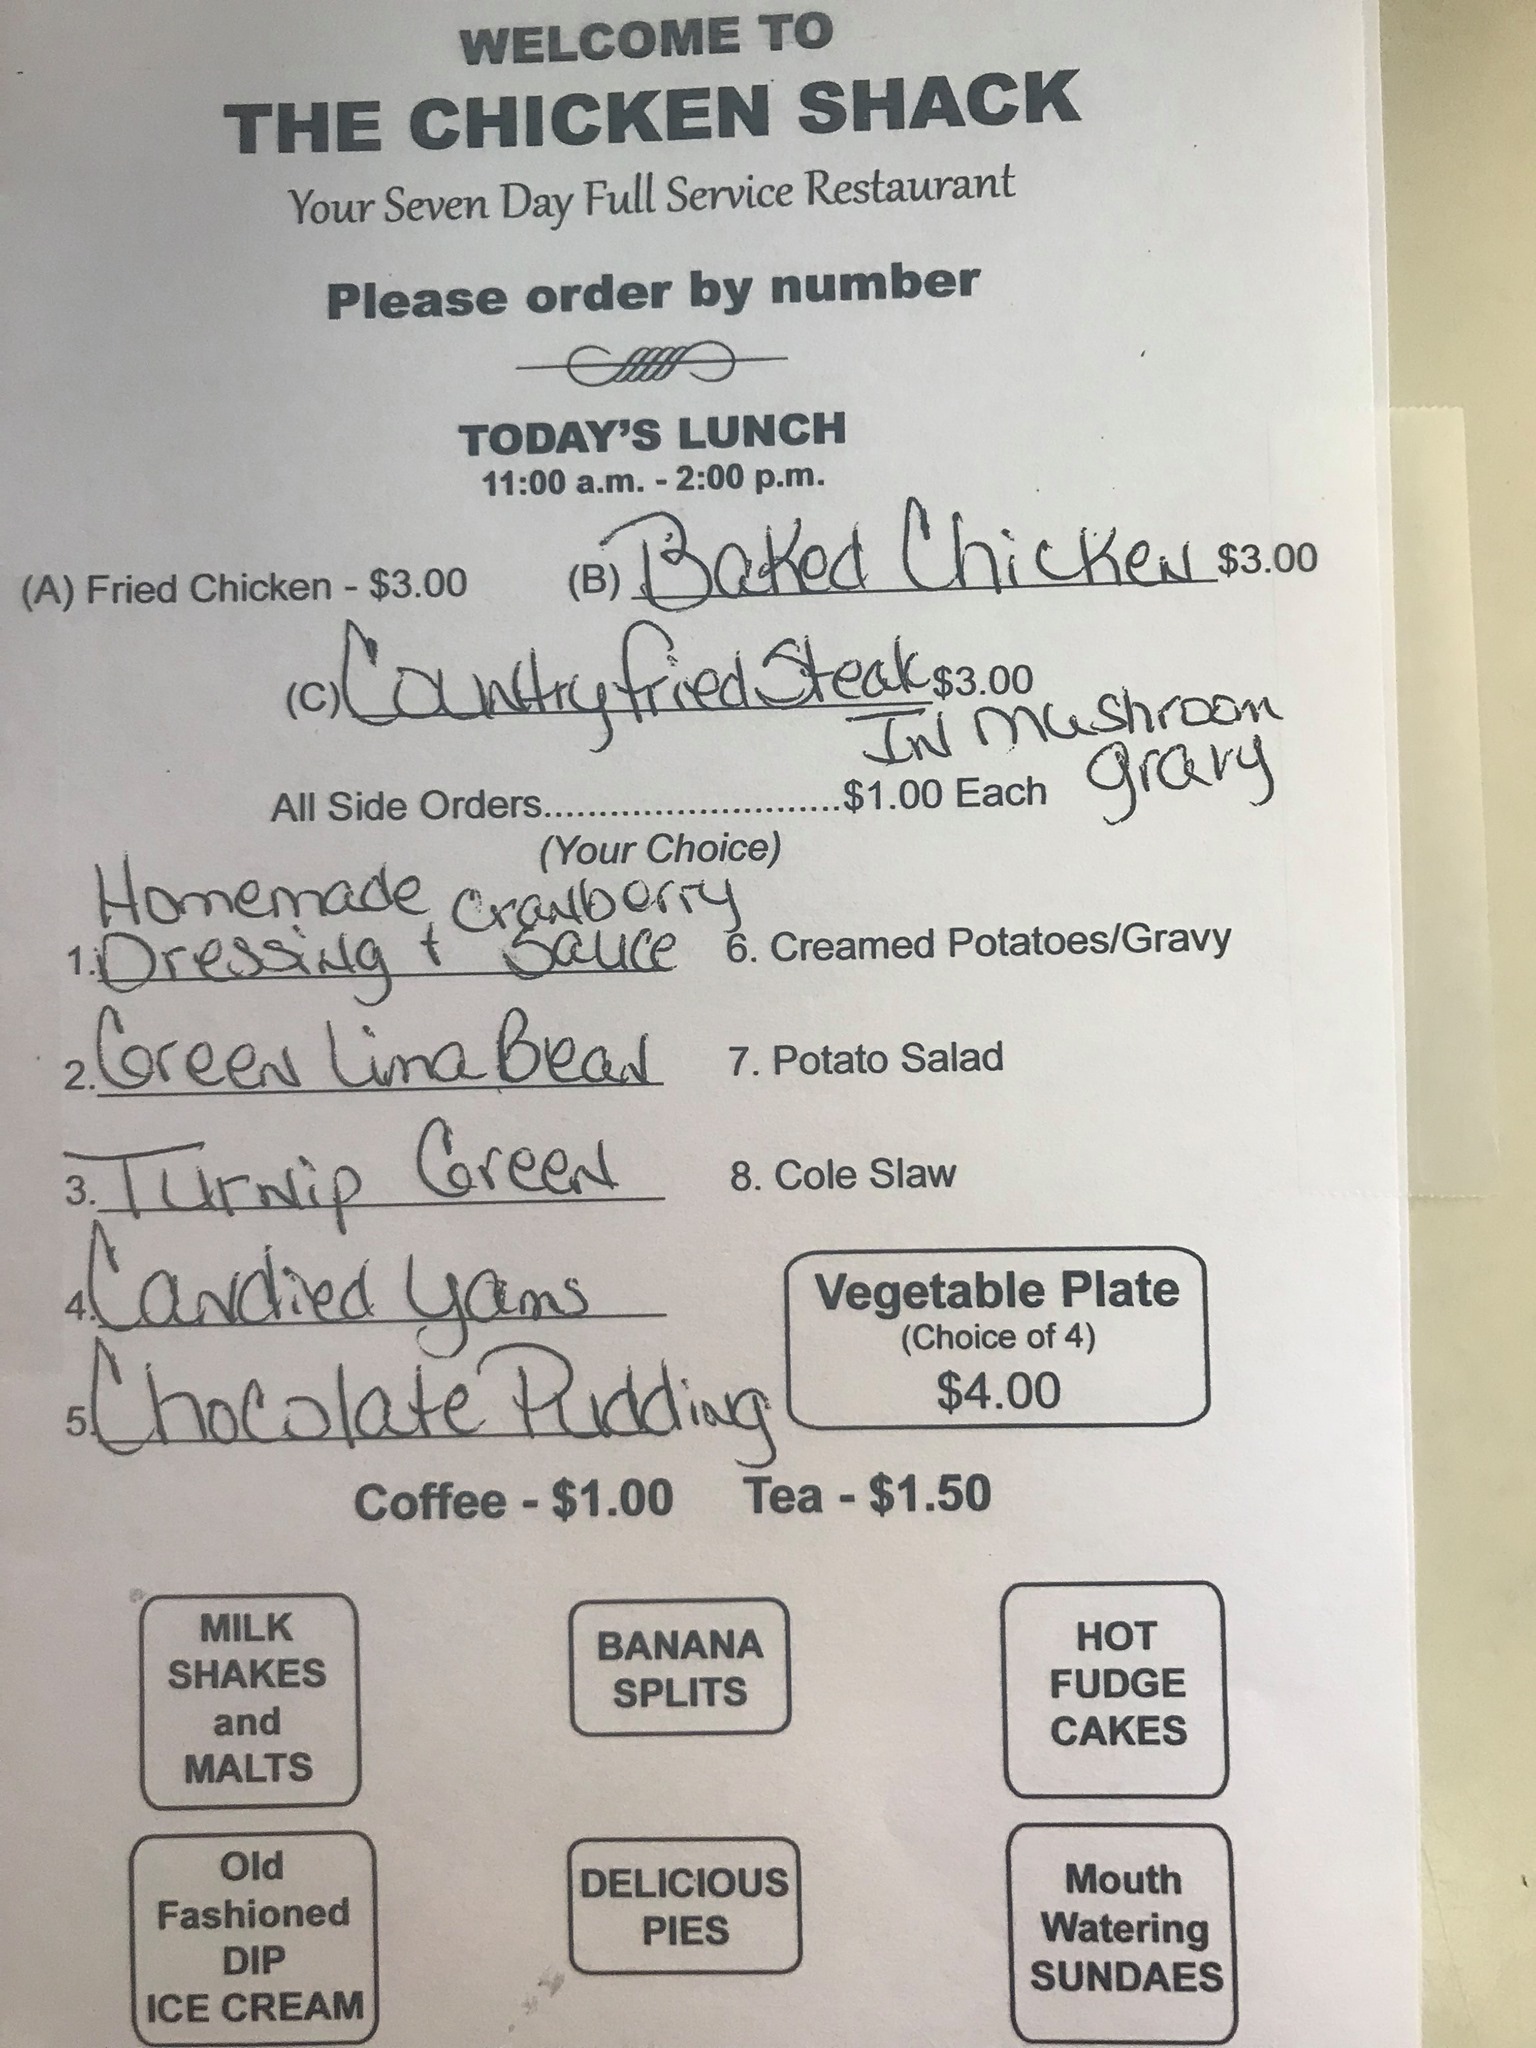 WELCOME TO
THE CHICKEN SHACK
Your Seven Day Full Service Restaurant
Please order by number
TODAY'S LUNCH
11:00 a.m. - 2:00 p.m.
(A) Fried Chicken - $3.00 (B) Baked Chicken $3.00
(C) Country fried Steak $3.00
IN mushroom
gravy
All Side Orders............................$1.00 Each
(Your Choice)
Homemade Cranberry
1. Dressing + Sauce 6. Creamed Potatoes/Gravy
2. Green Lima Bean 7. Potato Salad
3. Turnip Green 8. Cole Slaw
4. Candied Yams
5. Chocolate Pudding
Vegetable Plate
(Choice of 4)
$4.00
Coffee - $1.00 Tea - $1.50
MILK
SHAKES
and
MALTS
BANANA
SPLITS
HOT
FUDGE
CAKES
Old
Fashioned
DIP
ICE CREAM
DELICIOUS
PIES
Mouth
Watering
SUNDAES